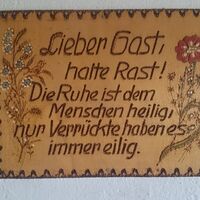 Lieber Gast,
halte Rast!
Die Ruhe ist dem
Menschen heilig,
nur Verrückte haben es
immer eilig.